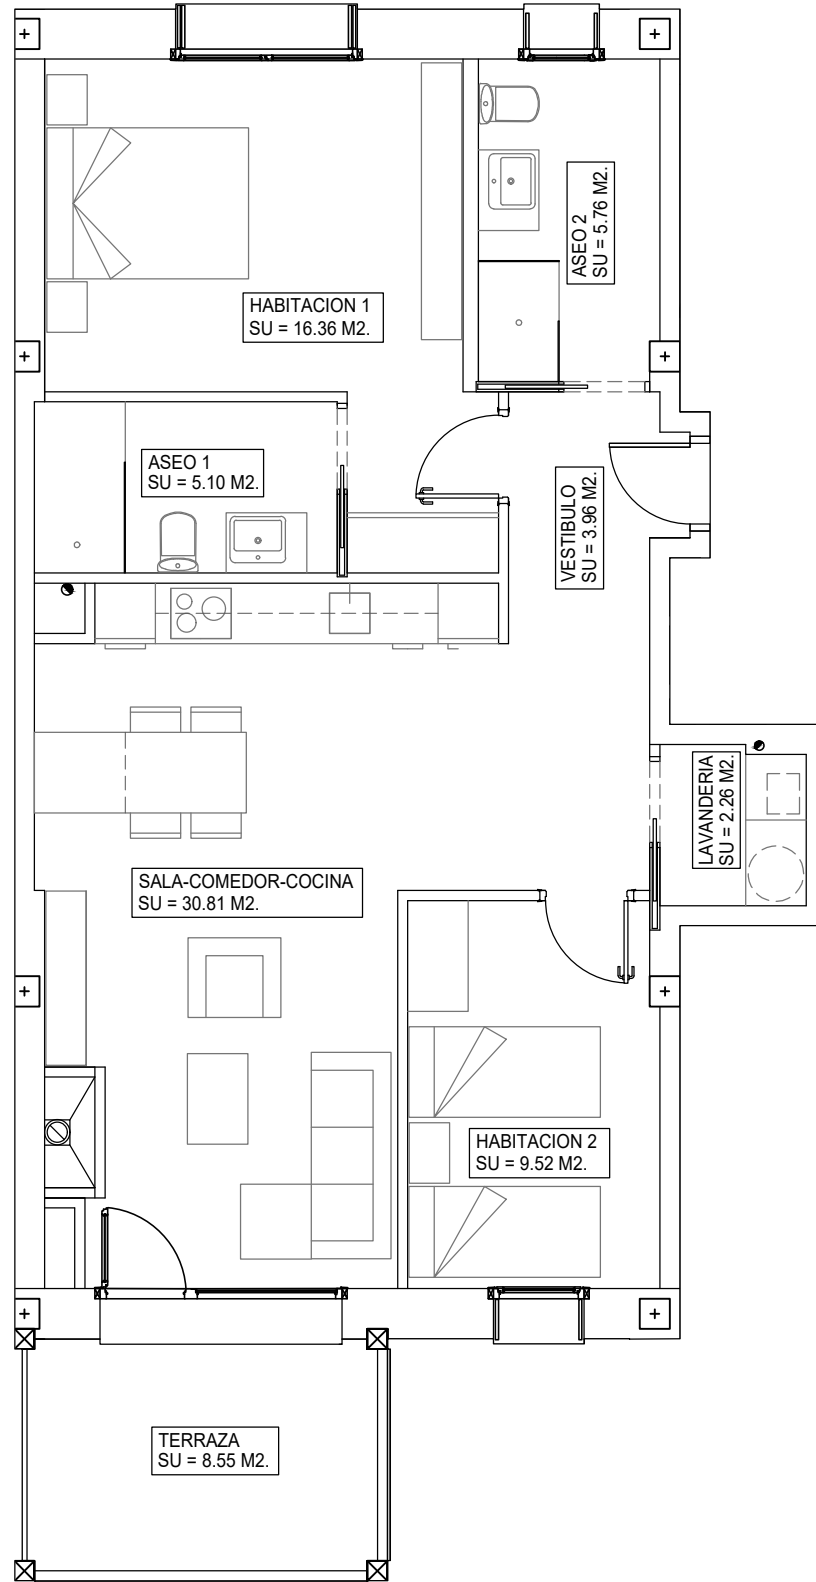 ASEO 2
SU = 5.76 M2.
HABITACION 1
SU = 16.36 M2.
ASEO 1
SU = 5.10 M2.
VESTIBULO
SU = 3.96 M2.
LAVANDERIA
SU = 2.26 M2.
SALA-COMEDOR-COCINA
SU = 30.81 M2.
HABITACION 2
SU = 9.52 M2.
TERRAZA
SU = 8.55 M2.